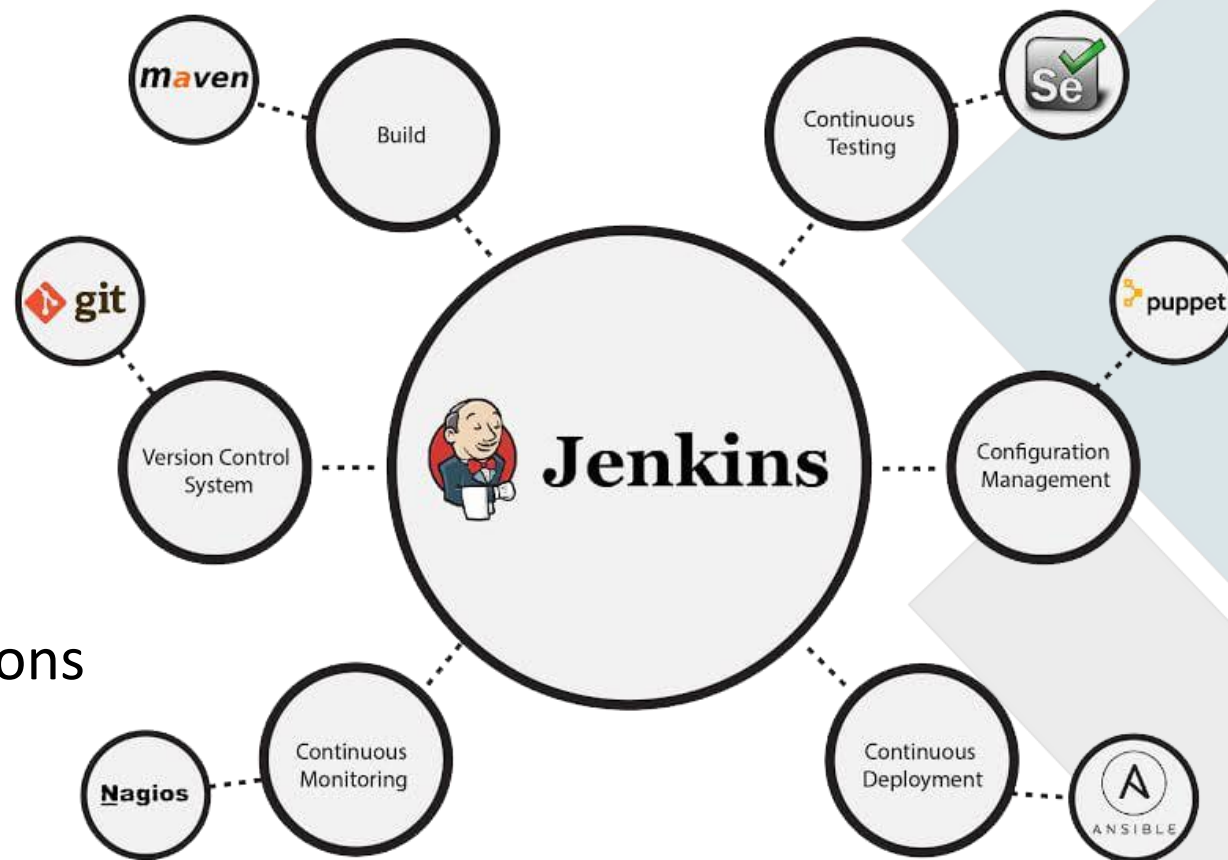 maven
Build
Continuous
Testing
Se
git
puppet
Version Control
System
Jenkins
Configuration
Management
ons
Continuous
Monitoring
Nagios
Continuous
Deployment
A
ANSIBLE